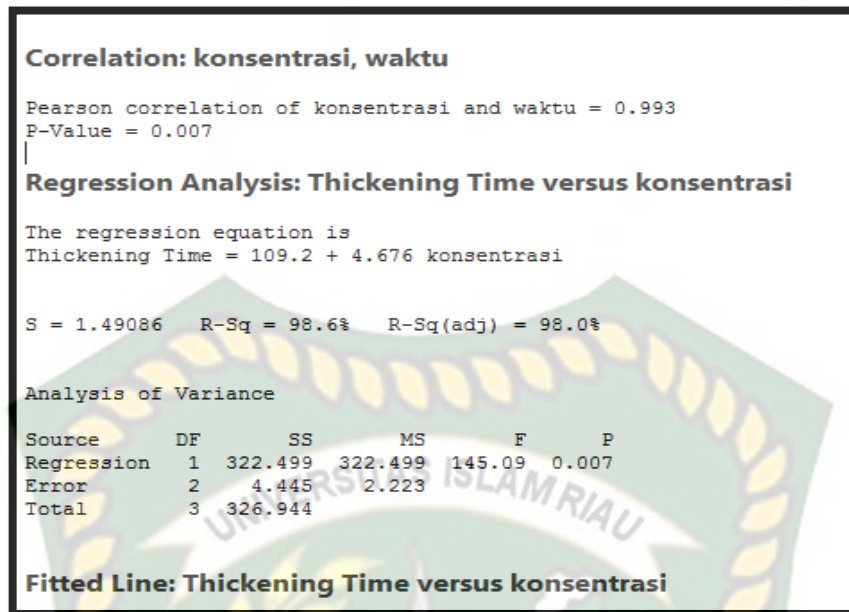 Correlation: konsentrasi, waktu
Pearson correlation of konsentrasi and waktu = 0.993
P-Value = 0.007
Regression Analysis: Thickening Time versus konsentrasi
The regression equation is
Thickening Time = 109.2 + 4.676 konsentrasi
S = 1.49086 R-Sq = 98.6% R-Sq(adj) = 98.0%
Analysis of Variance
Source DF SS MS F P
Regression 1 322.499 322.499 145.09 0.007
Error 2 4.445 2.223
Total 3 326.944
UNIVERSITAS ISLAM RIAU
Fitted Line: Thickening Time versus konsentrasi